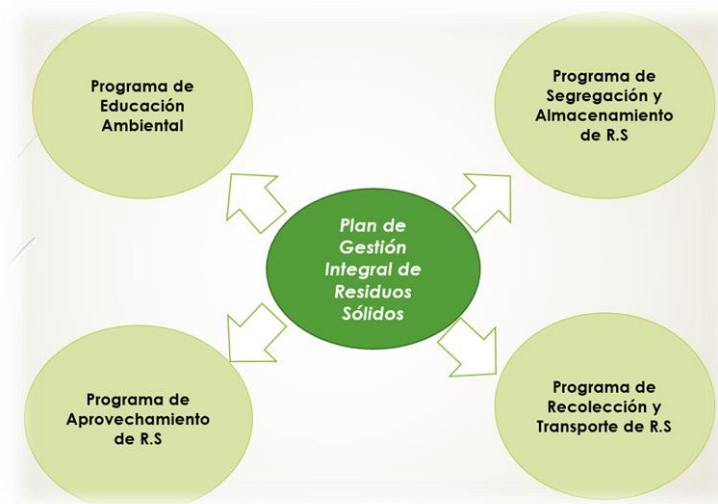 Programa de
Educación
Ambiental
Programa de
Segregación y
Almacenamiento
de R.S
Plan de
Gestión
Integral de
Residuos
Sólidos
Programa de
Aprovechamiento
de R.S
Programa de
Recolección y
Transporte de R.S